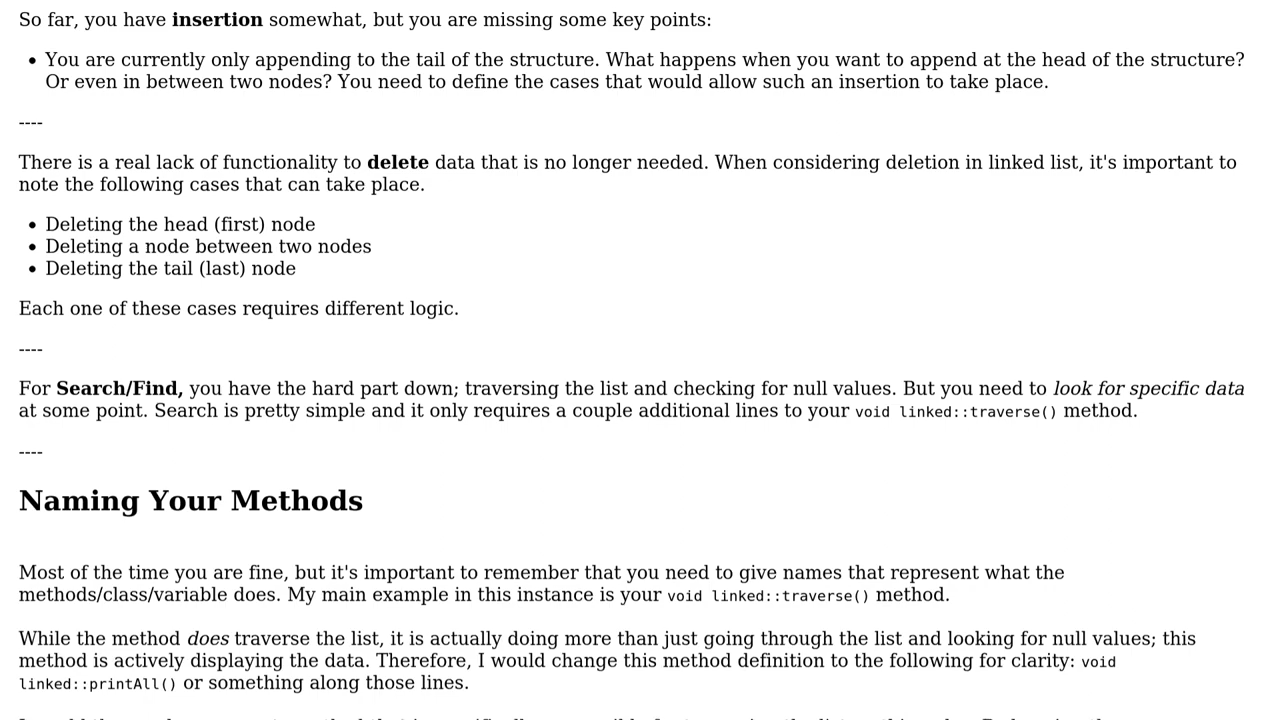 So far, you have insertion somewhat, but you are missing some key points:
• You are currently only appending to the tail of the structure. What happens when you want to append at the head of the structure?
Or even in between two nodes? You need to define the cases that would allow such an insertion to take place.
----
There is a real lack of functionality to delete data that is no longer needed. When considering deletion in linked list, it's important to
note the following cases that can take place.
• Deleting the head (first) node
• Deleting a node between two nodes
• Deleting the tail (last) node
Each one of these cases requires different logic.
----
For Search/Find, you have the hard part down; traversing the list and checking for null values. But you need to look for specific data
at some point. Search is pretty simple and it only requires a couple additional lines to your void linked::traverse() method.
----
Naming Your Methods
Most of the time you are fine, but it's important to remember that you need to give names that represent what the
methods/class/variable does. My main example in this instance is your void linked::traverse() method.
While the method does traverse the list, it is actually doing more than just going through the list and looking for null values; this
method is actively displaying the data. Therefore, I would change this method definition to the following for clarity: void
linked::printAll() or something along those lines.